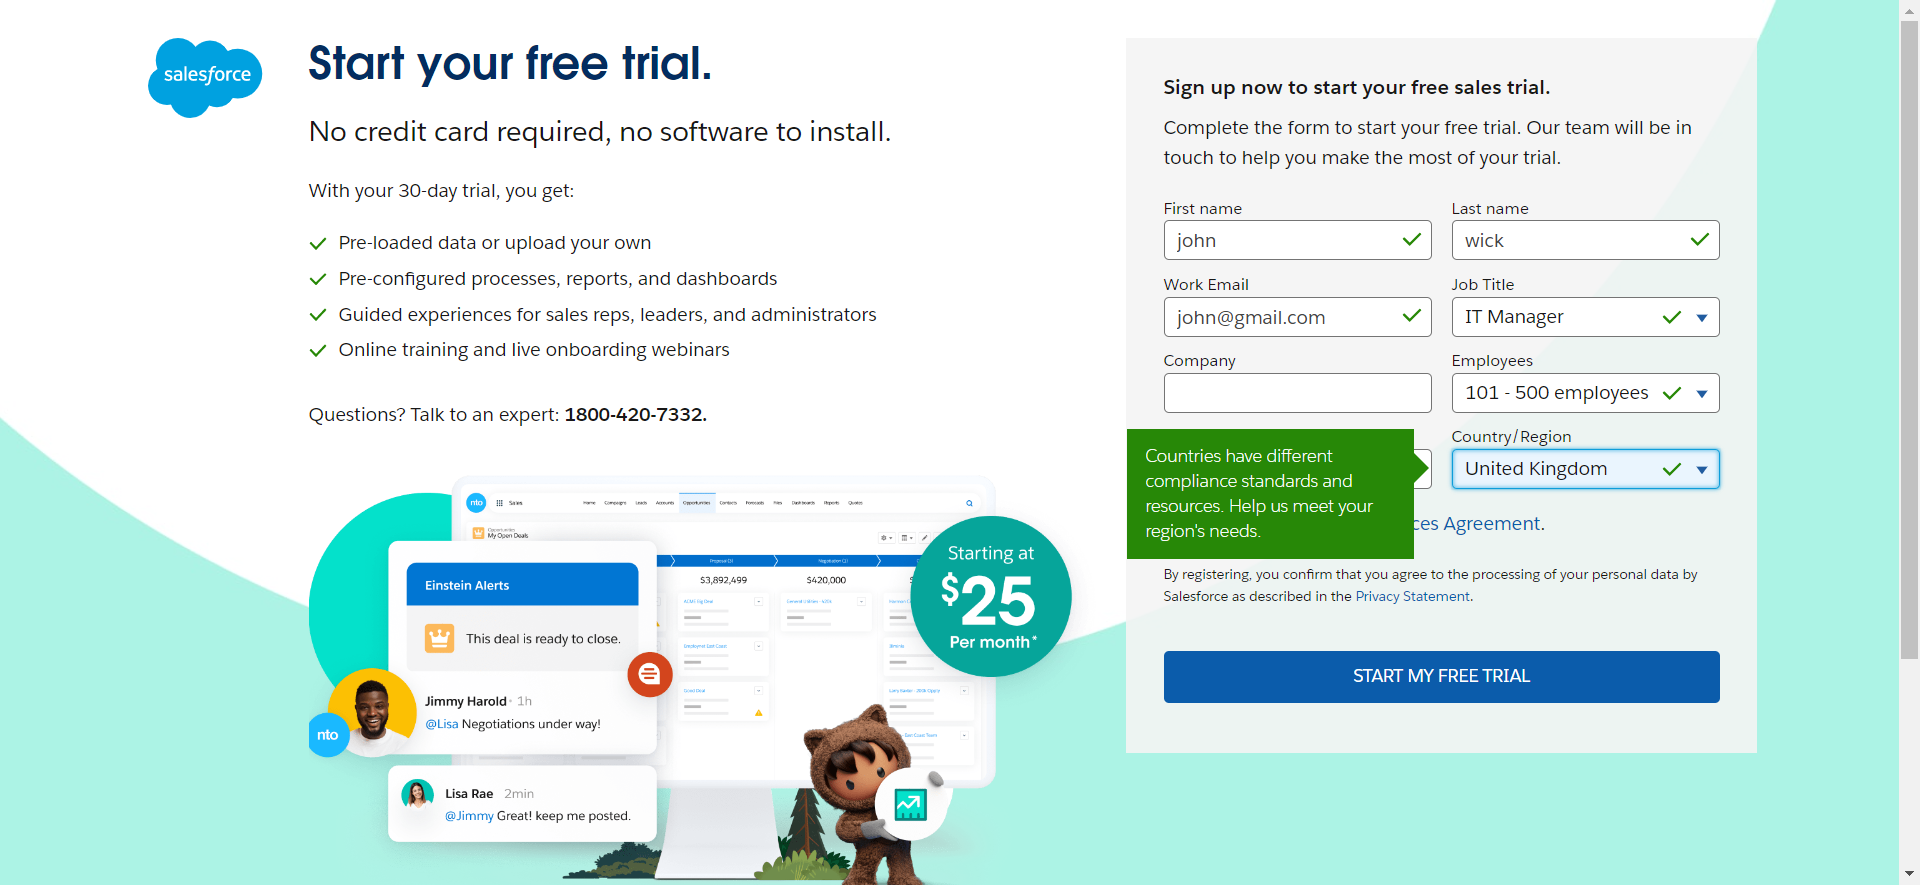 salesforce
Start your free trial.
No credit card required, no software to install.
With your 30-day trial, you get:
Pre-loaded data or upload your own
Pre-configured processes, reports, and dashboards
Guided experiences for sales reps, leaders, and administrators
Online training and live onboarding webinars
Questions? Talk to an expert: 1800-420-7332.
nto
Sales
Home Campaigns Leads Accounts Opportunities Contacts Forecasts Files Dashboards Reports Quotes
Opportunities
My Open Deals
Proposal (3)
Negotiation (2)
$3,892,499
$420,000
ACME Big Deal
Employner East Coast
Good Deal
Starting at
$25
Per month*
Einstein Alerts
This deal is ready to close.
Jimmy Harold · 1h
@Lisa Negotiations under way!
nto
Lisa Rae 2min
@Jimmy Great! keep me posted.
Sign up now to start your free sales trial.
Complete the form to start your free trial. Our team will be in
touch to help you make the most of your trial.
First name
Last name
john
wick
Work Email
Job Title
john@gmail.com
IT Manager
Company
Employees
101 - 500 employees
Country/Region
United Kingdom
Countries have different
compliance standards and
resources. Help us meet your
region's needs.
Agreement.
By registering, you confirm that you agree to the processing of your personal data by
Salesforce as described in the Privacy Statement.
START MY FREE TRIAL